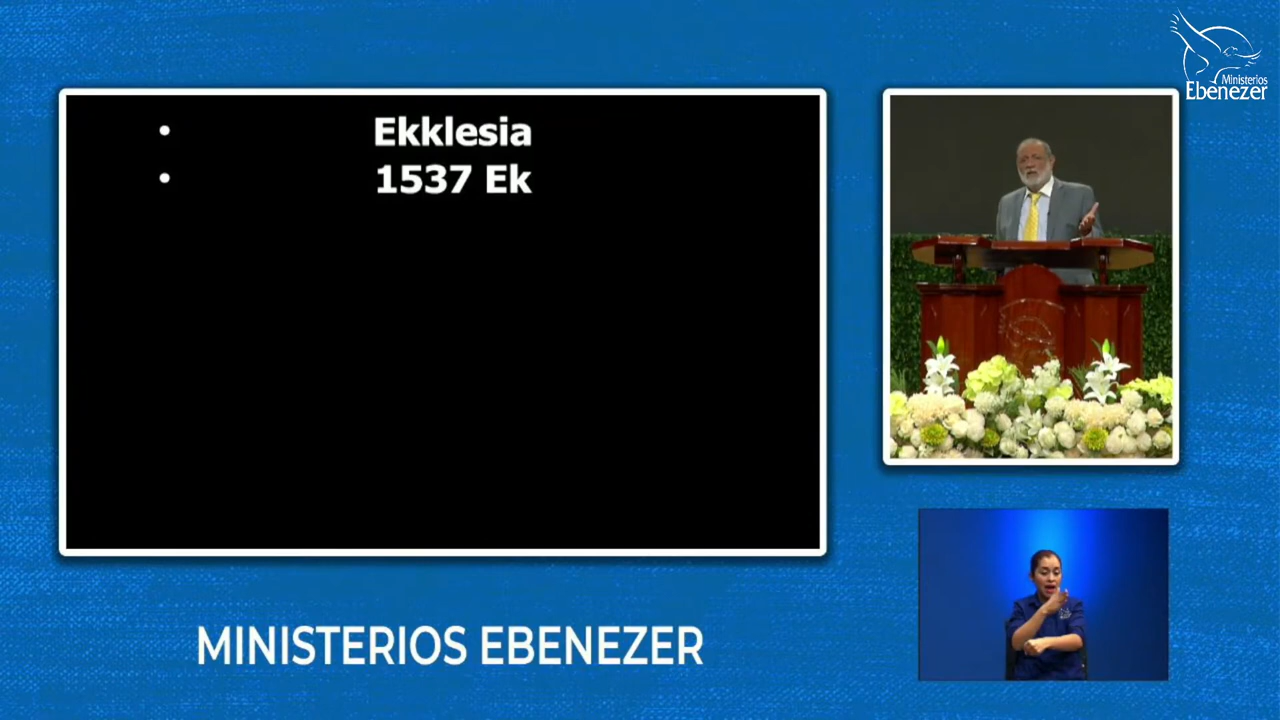 Ministerios
Ebenezer
• Ekklesia
• 1537 Ek
MINISTERIOS EBENEZER